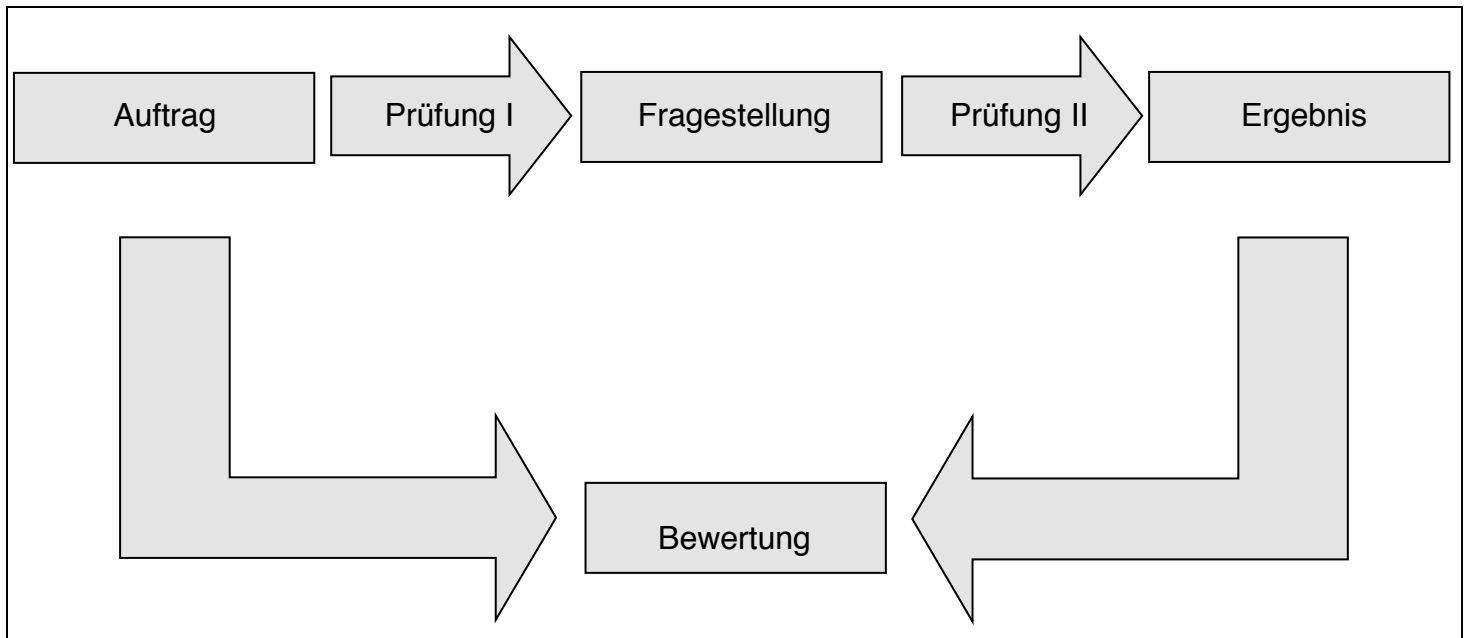 Auftrag
Prüfung I
Fragestellung
Prüfung II
Ergebnis
Bewertung